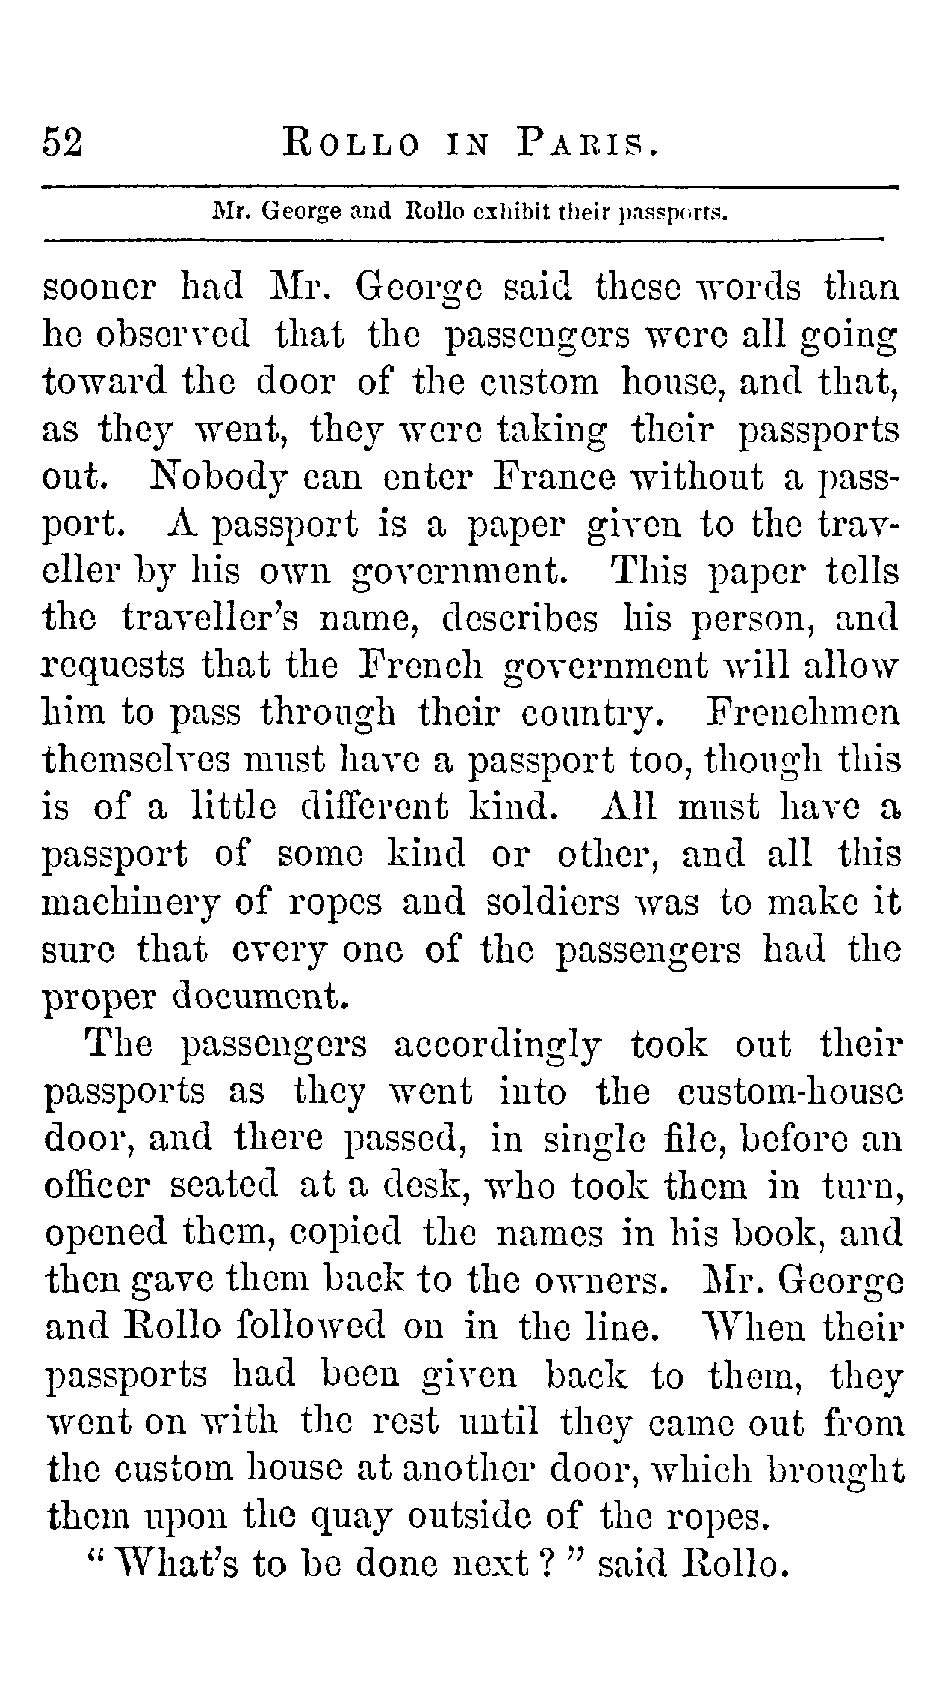 52 ROLLO IN PARIS.
Mr. George and Rollo exhibit their passports.
sooner had Mr. George said these words than
he observed that the passengers were all going
toward the door of the custom house, and that,
as they went, they were taking their passports
out. Nobody can enter France without a pass-
port. A passport is a paper given to the trav-
eller by his own government. This paper tells
the traveller's name, describes his person, and
requests that the French government will allow
him to pass through their country. Frenchmen
themselves must have a passport too, though this
is of a little different kind. All must have a
passport of some kind or other, and all this
machinery of ropes and soldiers was to make it
sure that every one of the passengers had the
proper document.
The passengers accordingly took out their
passports as they went into the custom-house
door, and there passed, in single file, before an
officer seated at a desk, who took them in turn,
opened them, copied the names in his book, and
then gave them back to the owners. Mr. George
and Rollo followed on in the line. When their
passports had been given back to them, they
went on with the rest until they came out from
the custom house at another door, which brought
them upon the quay outside of the ropes.
“ What's to be done next ? ” said Rollo.